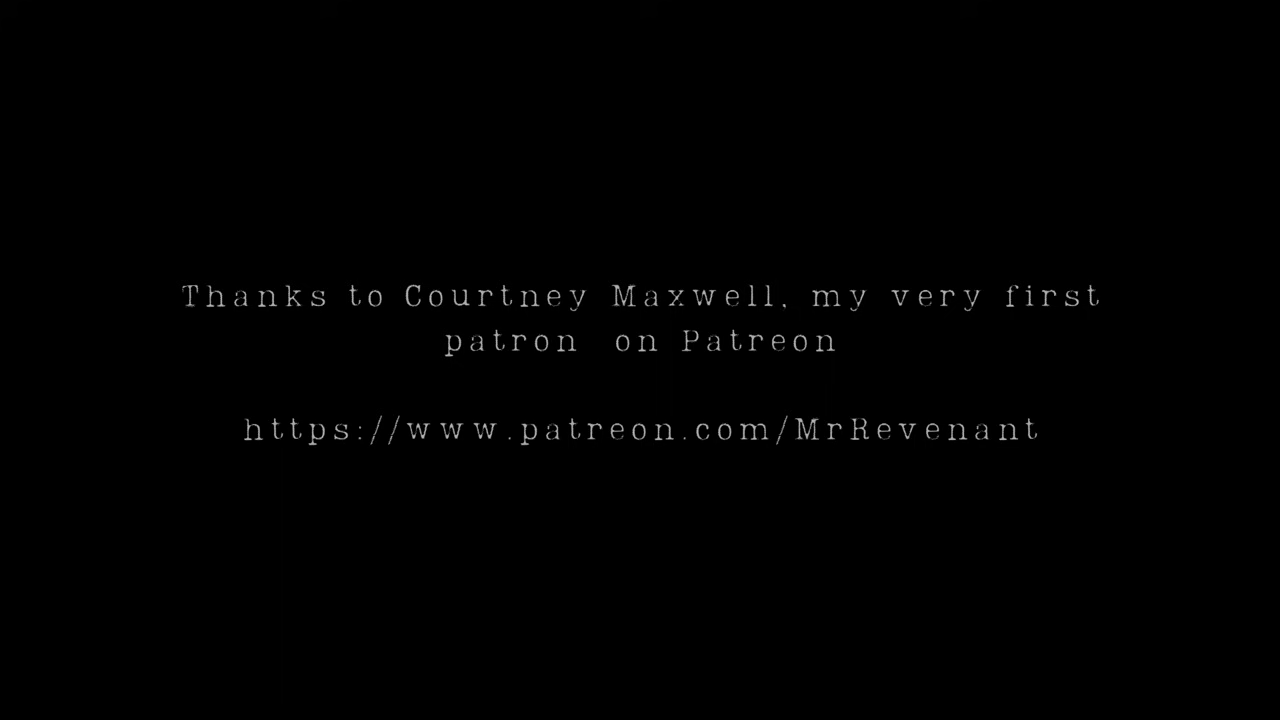 Thanks to Courtney Maxwell, my very first
patron on Patreon
https://www.patreon.com/MrRevenant